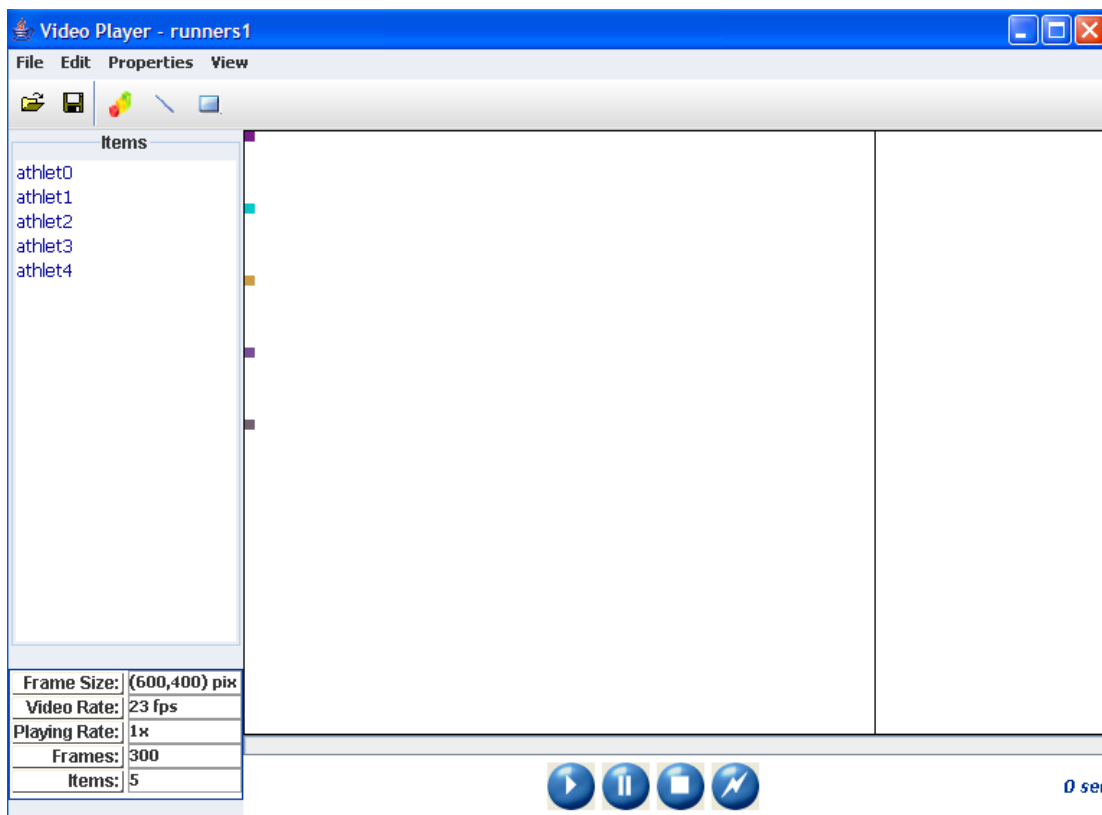 Video Player - runners1
File Edit Properties View
Items
athlet0
athlet1
athlet2
athlet3
athlet4
Frame Size: (600,400) pix
Video Rate: 23 fps
Playing Rate: 1x
Frames: 300
Items: 5
0 sec